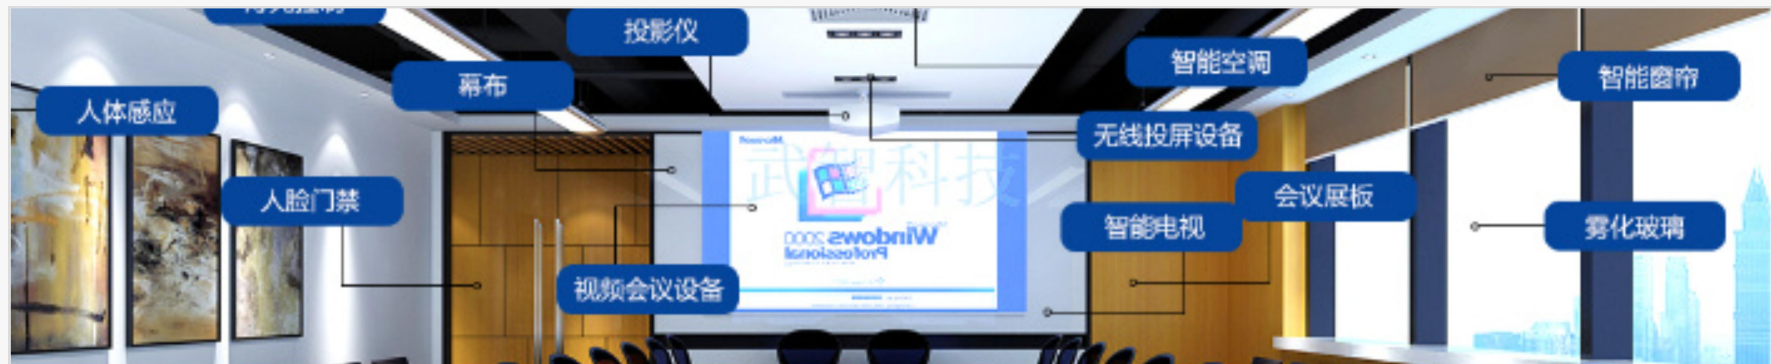 投影仪
智能空调
智能窗帘
幕布
人体感应
无线投屏设备
武智科技
Microsoft
Windows 2000
Professional
人脸门禁
会议展板
智能电视
雾化玻璃
视频会议设备